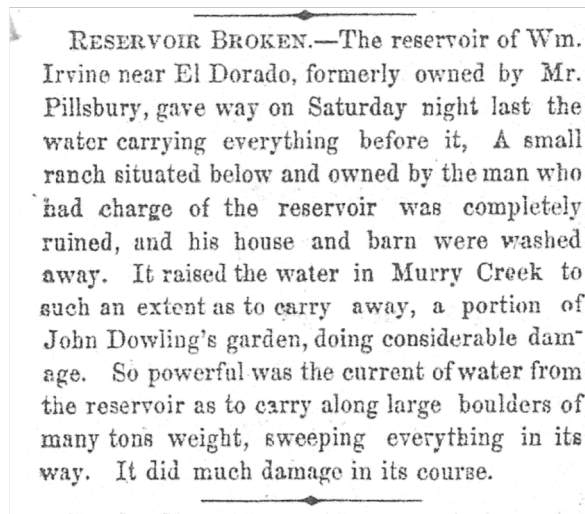 RESERVOIR BROKEN.—The reservoir of Wm.
Irvine near El Dorado, formerly owned by Mr.
Pillsbury, gave way on Saturday night last the
water carrying everything before it, A small
ranch situated below and owned by the man who
had charge of the reservoir was completely
ruined, and his house and barn were washed
away. It raised the water in Murry Creek to
such an extent as to carry away, a portion of
John Dowling's garden, doing considerable dam-
age. So powerful was the current of water from
the reservoir as to carry along large boulders of
many tons weight, sweeping everything in its
way. It did much damage in its course.